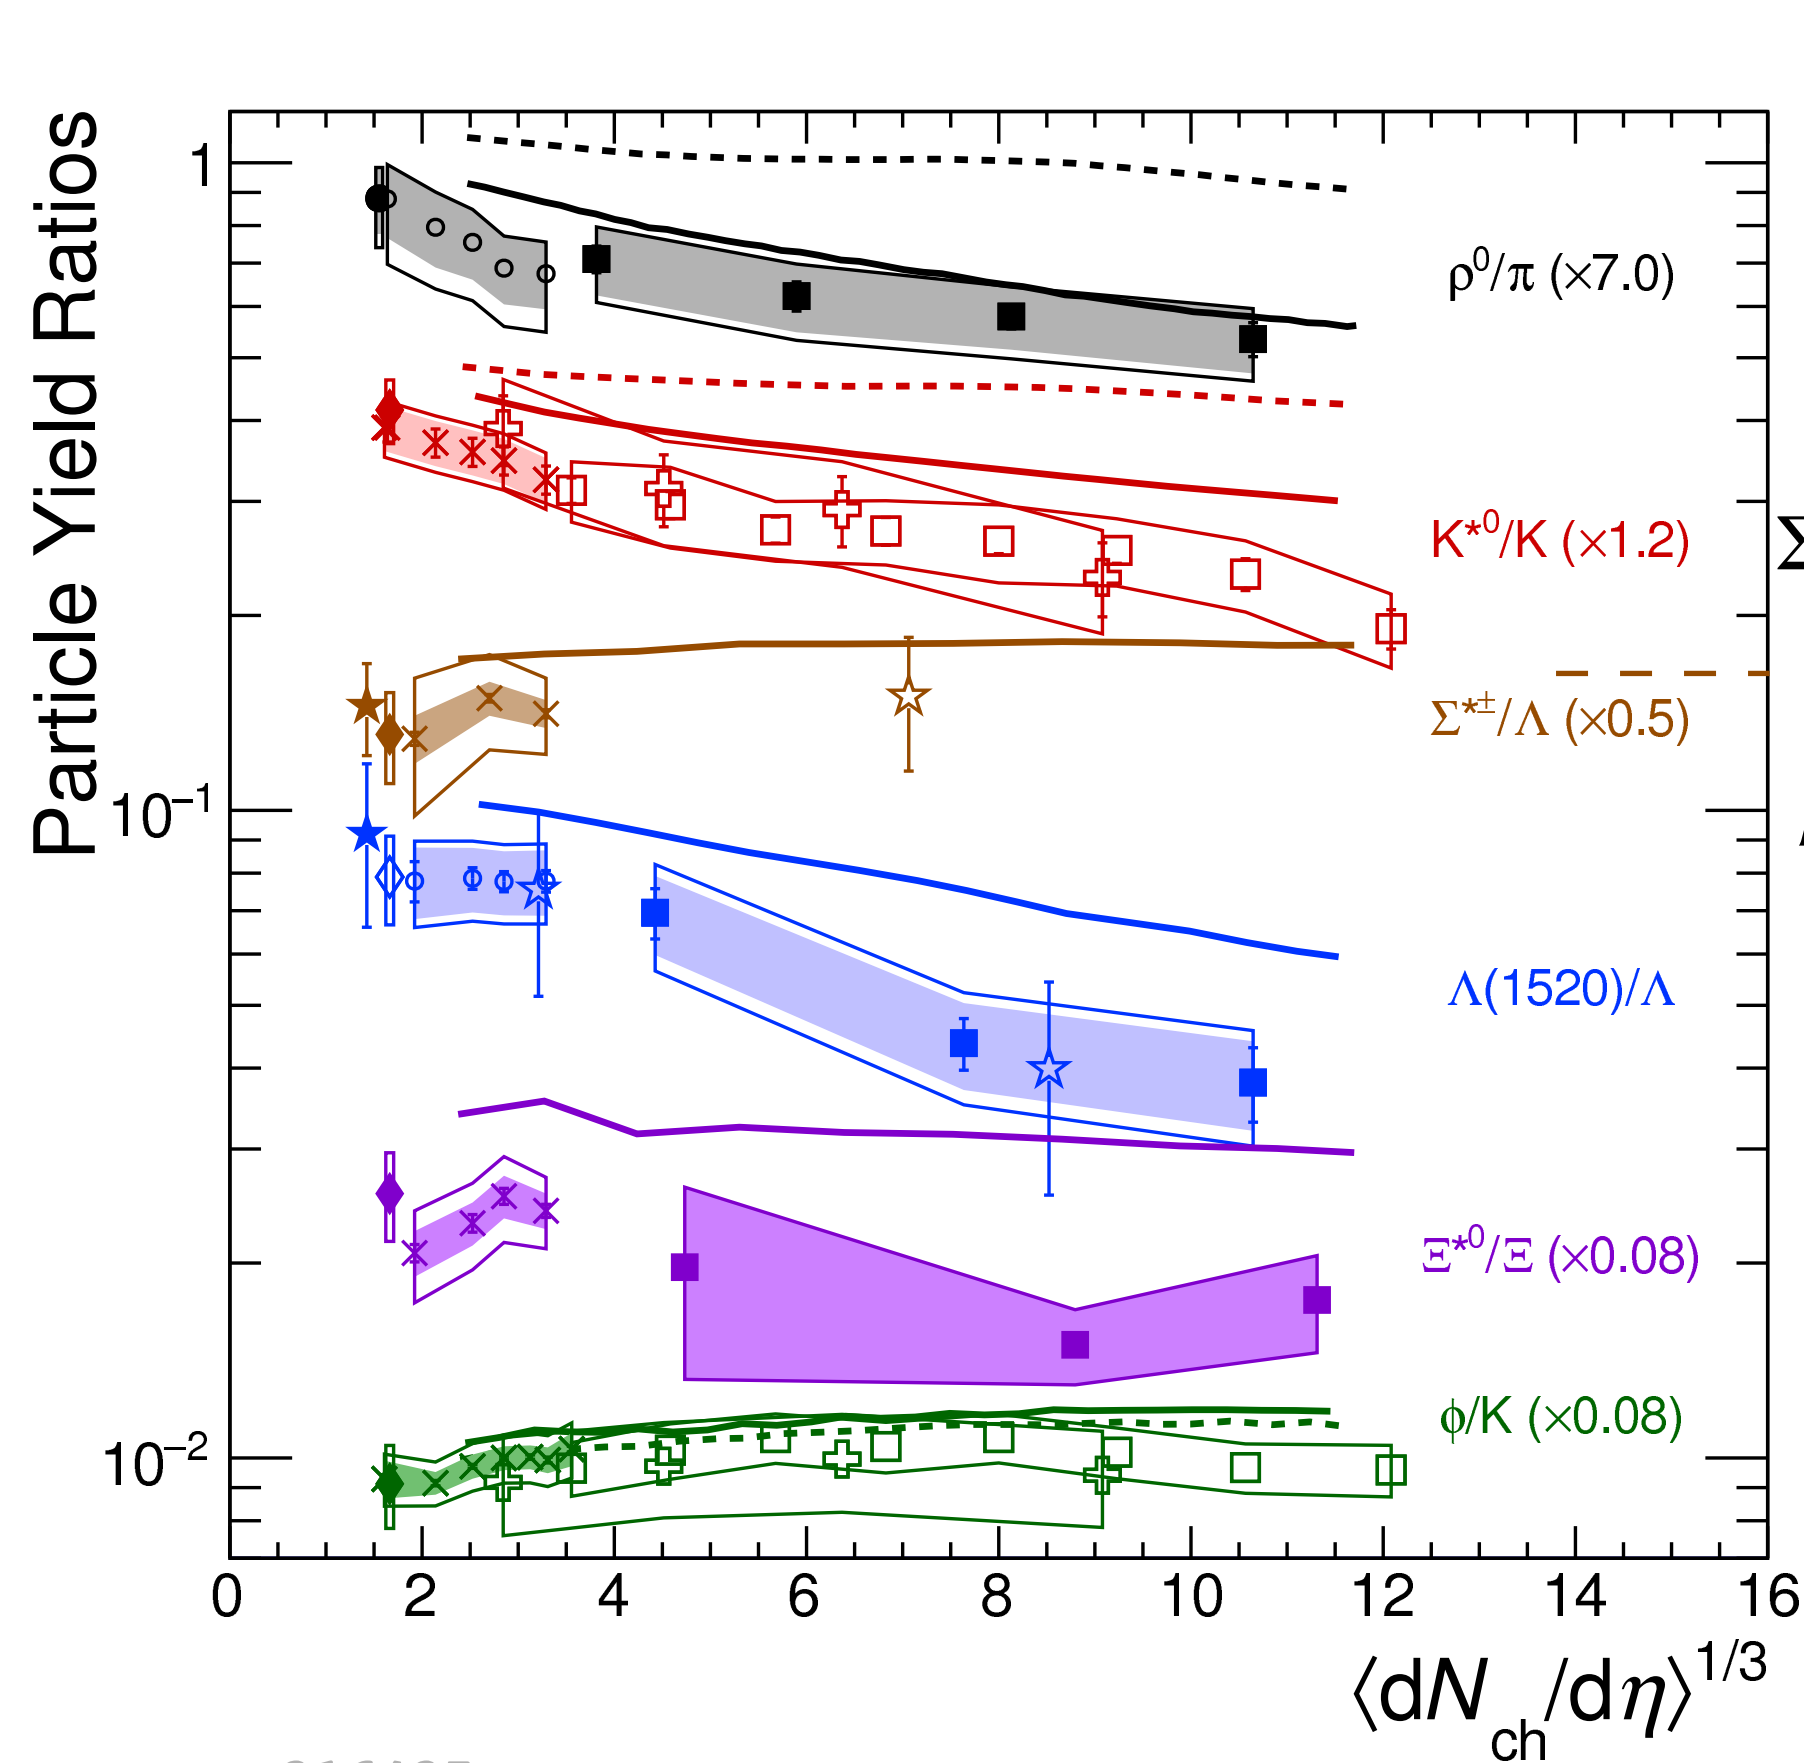 Particle Yield Ratios
1
ρ⁰/π (×7.0)
K*⁰/K (×1.2)
Σ
Σ*±/Λ (×0.5)
10⁻¹
Λ(1520)/Λ
Ξ*⁰/Ξ (×0.08)
ϕ/K (×0.08)
10⁻²
0 2 4 6 8 10 12 14 16
⟨dN_ch/dη⟩^1/3